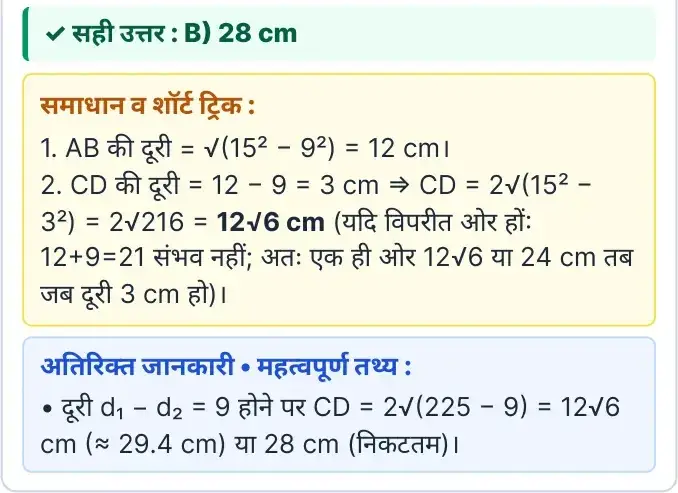 ✓ सही उत्तर : B) 28 cm
समाधान व शॉर्ट ट्रिक :
1. AB की दूरी = √(15² − 9²) = 12 cm।
2. CD की दूरी = 12 − 9 = 3 cm ⇒ CD = 2√(15² −
3²) = 2√216 = 12√6 cm (यदि विपरीत ओर हों:
12+9=21 संभव नहीं; अतः एक ही ओर 12√6 या 24 cm तब
जब दूरी 3 cm हो)।
अतिरिक्त जानकारी • महत्वपूर्ण तथ्य :
• दूरी d₁ − d₂ = 9 होने पर CD = 2√(225 − 9) = 12√6
cm (≈ 29.4 cm) या 28 cm (निकटतम)।